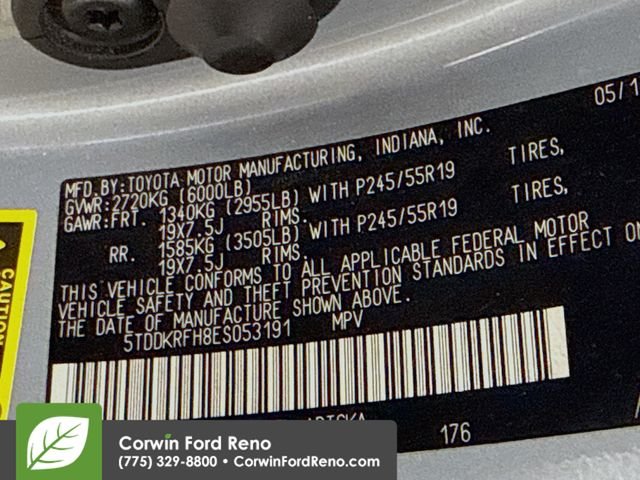 05/1
MFD.BY:TOYOTA MOTOR MANUFACTURING, INDIANA, INC.
GVWR:2720KG (6000LB)
GAWR:FRT. 1340KG (2955LB) WITH P245/55R19 TIRES,
19X7.5J RIMS.
RR. 1585KG (3505LB) WITH P245/55R19 TIRES,
19X7.5J RIMS.
THIS VEHICLE CONFORMS TO ALL APPLICABLE FEDERAL MOTOR
VEHICLE SAFETY AND THEFT PREVENTION STANDARDS IN EFFECT ON
THE DATE OF MANUFACTURE SHOWN ABOVE.
5TDDKRFH8ES053191 MPV
176
CAUTION
Corwin Ford Reno
(775) 329-8800 • CorwinFordReno.com